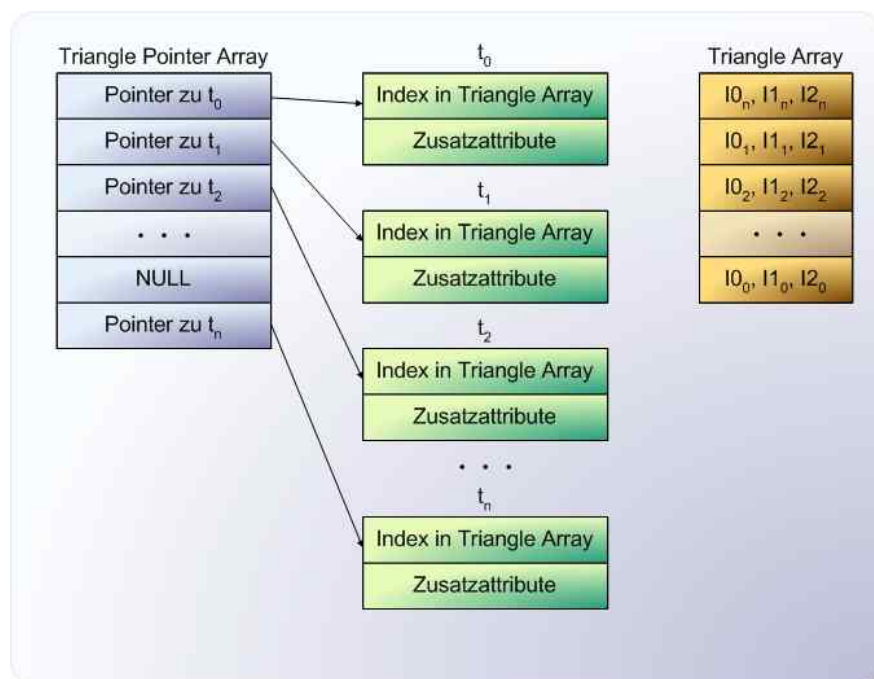 Triangle Pointer Array
Pointer zu t₀
Pointer zu t₁
Pointer zu t₂
. . .
NULL
Pointer zu tₙ
t₀
Index in Triangle Array
Zusatzattribute
t₁
Index in Triangle Array
Zusatzattribute
t₂
Index in Triangle Array
Zusatzattribute
. . .
tₙ
Index in Triangle Array
Zusatzattribute
Triangle Array
I0ₙ, I1ₙ, I2ₙ
I0₁, I1₁, I2₁
I0₂, I1₂, I2₂
. . .
I0₀, I1₀, I2₀